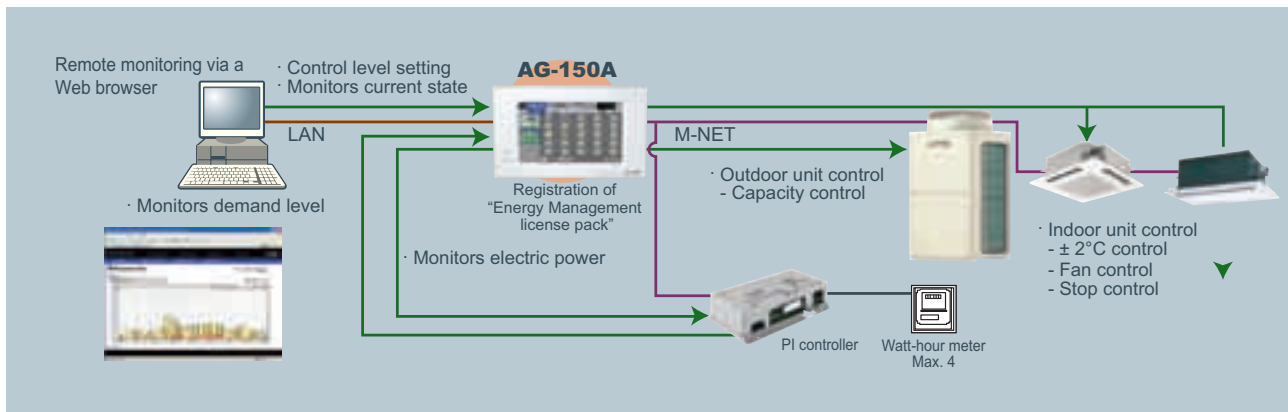 Remote monitoring via a
Web browser
· Control level setting
· Monitors current state
AG-150A
LAN
M-NET
· Monitors demand level
Registration of
“Energy Management
license pack”
· Outdoor unit control
- Capacity control
· Monitors electric power
· Indoor unit control
- ± 2°C control
- Fan control
- Stop control
PI controller
Watt-hour meter
Max. 4